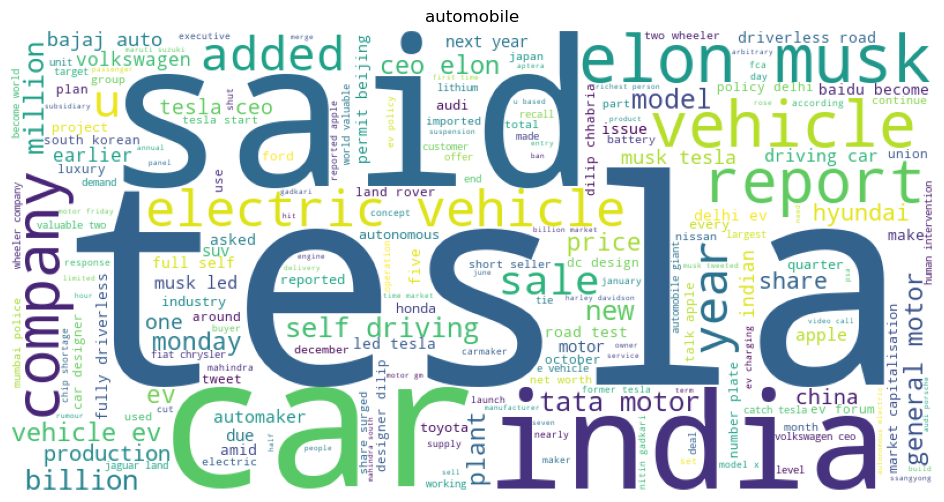 automobile
bajaj auto
executive
merge
next year
japan
two wheeler
driverless road
fca
arbitrary
maruti suzuki
unit
passenger
volkswagen
added
first time
ceo elon
aptera
elon musk
day
said
target
group
plan
subsidiary
shut
million
become world
lithium
richest person
policy delhi
baidu become
u
tesla ceo
tesla start
reported apple
world valuable
permit beijing
ev policy
audi
u based
recall
imported
suspension
total
made
entry
ban
part
model
product
rose
according
continue
project
annual
south korean
panel
earlier
luxury
ford
customer
offer
dilip chhabria
issue
battery
vehicle
musk tesla
driving car
union
demand
use
end
land rover
report
company
wheeler company
motor friday
valuable two
electric vehicle
gadkari
hit
concept
billion market
delhi ev
every
hyundai
human intervention
response
asked
suv
autonomous
nissan
largest
make
tesla
full self
engine
delivery
reported
operation
five
short seller
june
price
dc design
january
automobile giant
talk apple
musk tweeted
year
indian
quarter
psa
limited
hour
musk led
industry
time market
sale
share
mumbai police
fully driverless
one
around
self driving
honda
tie
harley davidson
new
video call
monday
buyer
december
led tesla
road test
owner
service
motor
apple
chip shortage
car designer
fiat chrysler
carmaker
october
e vehicle
ev charging
general motor
market capitalisation
audi porsche
rumour
tweet
mahindra
motor gm
net worth
car
ev
cut
launch
manufacturer
former tesla
term
number plate
china
used
automaker
share surged
mahindra south
designer dilip
tata motor
catch tesla
ev forum
vehicle ev
due
half
toyota
seven
nearly
deal
month
volkswagen ceo
production
amid
people
supply
plant
india
maker
nitin gadkari
set
level
jaguar land
electric
sell
working
model x
build
ssangyong
billion